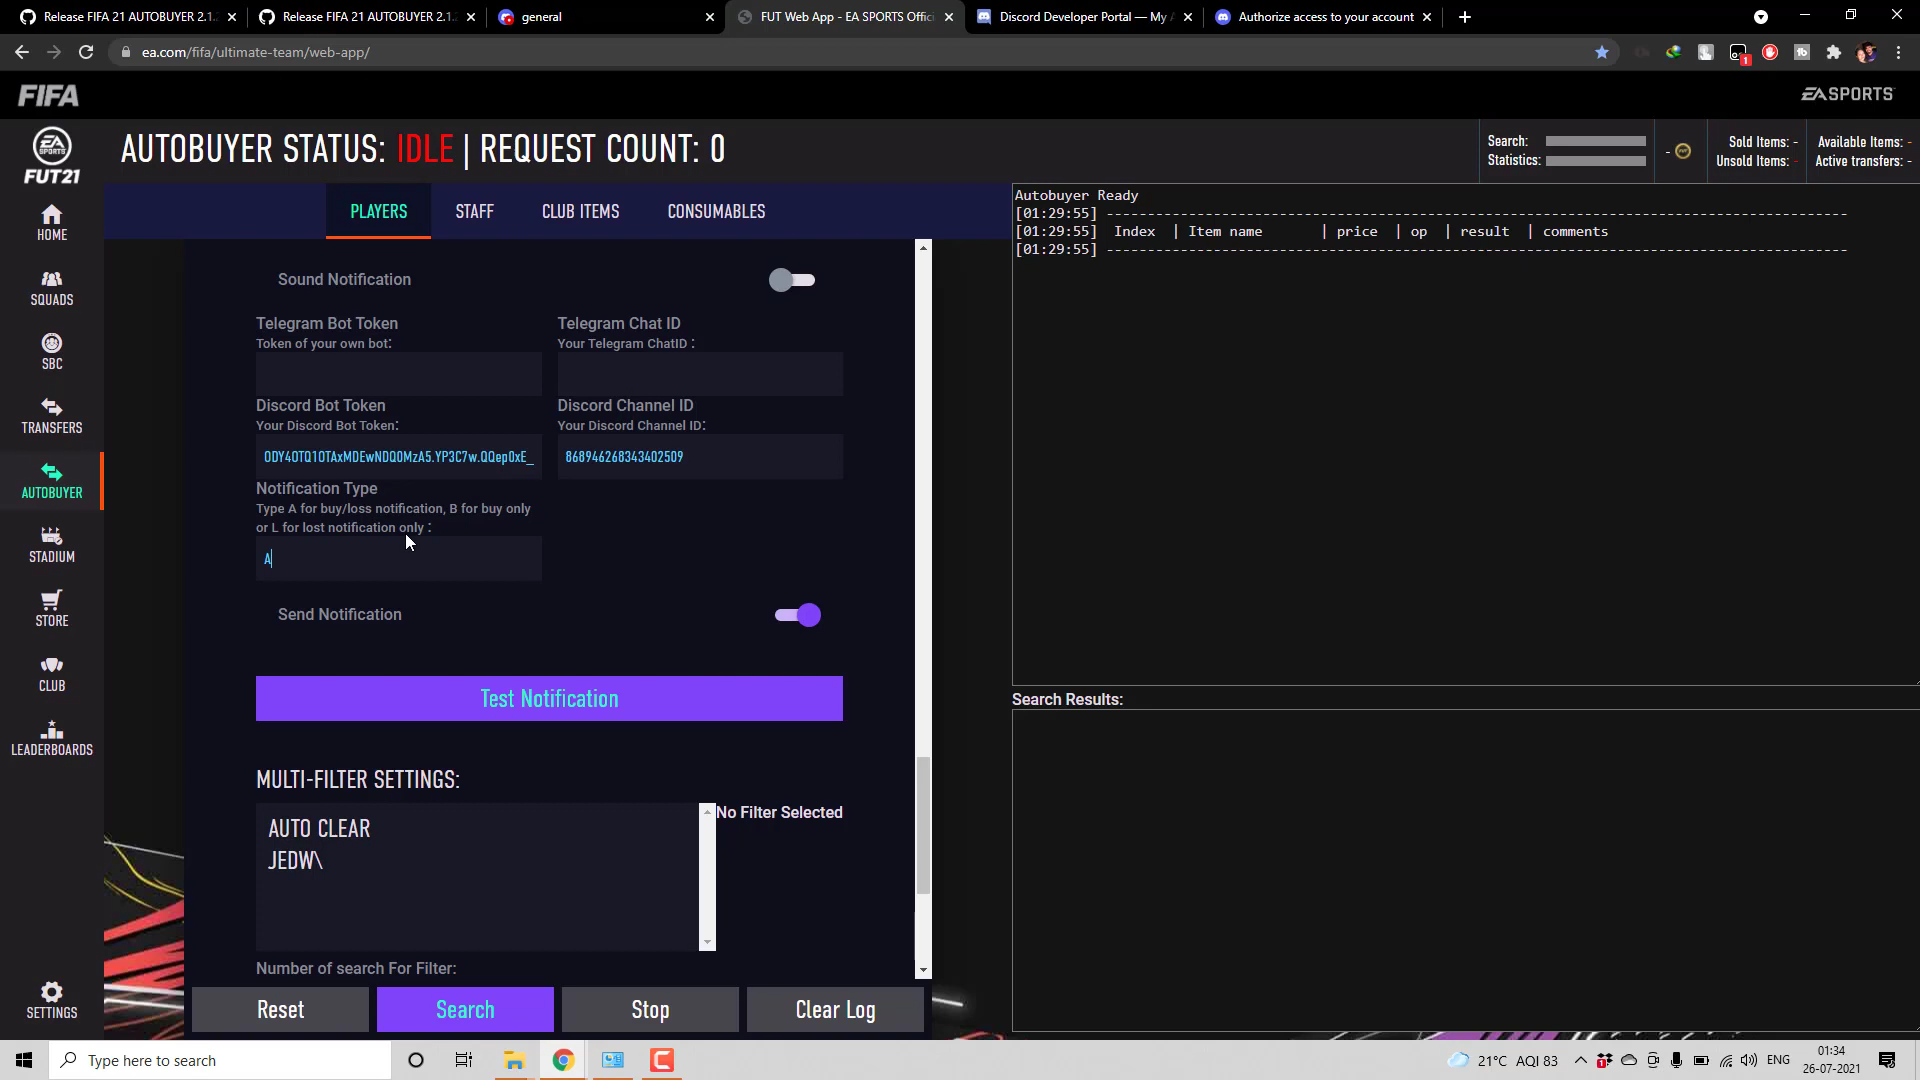 Release FIFA 21 AUTOBUYER 2.1.
Release FIFA 21 AUTOBUYER 2.1.
general
FUT Web App - EA SPORTS Offici
Discord Developer Portal — My A
Authorize access to your account
ea.com/fifa/ultimate-team/web-app/
FIFA
EA SPORTS
EA SPORTS
FUT21
AUTOBUYER STATUS: IDLE | REQUEST COUNT: 0
Search:
Statistics:
-
Sold Items: -
Unsold Items: -
Available Items: -
Active transfers: -
HOME
SQUADS
SBC
TRANSFERS
AUTOBUYER
STADIUM
STORE
CLUB
LEADERBOARDS
SETTINGS
PLAYERS
STAFF
CLUB ITEMS
CONSUMABLES
Sound Notification
Telegram Bot Token
Token of your own bot:
Telegram Chat ID
Your Telegram ChatID :
Discord Bot Token
Your Discord Bot Token:
Discord Channel ID
Your Discord Channel ID:
868946268343402509
Notification Type
Type A for buy/loss notification, B for buy only
or L for lost notification only :
A
Send Notification
Test Notification
MULTI-FILTER SETTINGS:
AUTO CLEAR
JEDW\
No Filter Selected
Number of search For Filter:
Reset
Search
Stop
Clear Log
Autobuyer Ready
[01:29:55] ------------------------------------------------------------------------------------------
[01:29:55] Index | Item name | price | op | result | comments
[01:29:55] ------------------------------------------------------------------------------------------
Search Results:
Type here to search
21°C AQI 83
ENG
01:34
26-07-2021